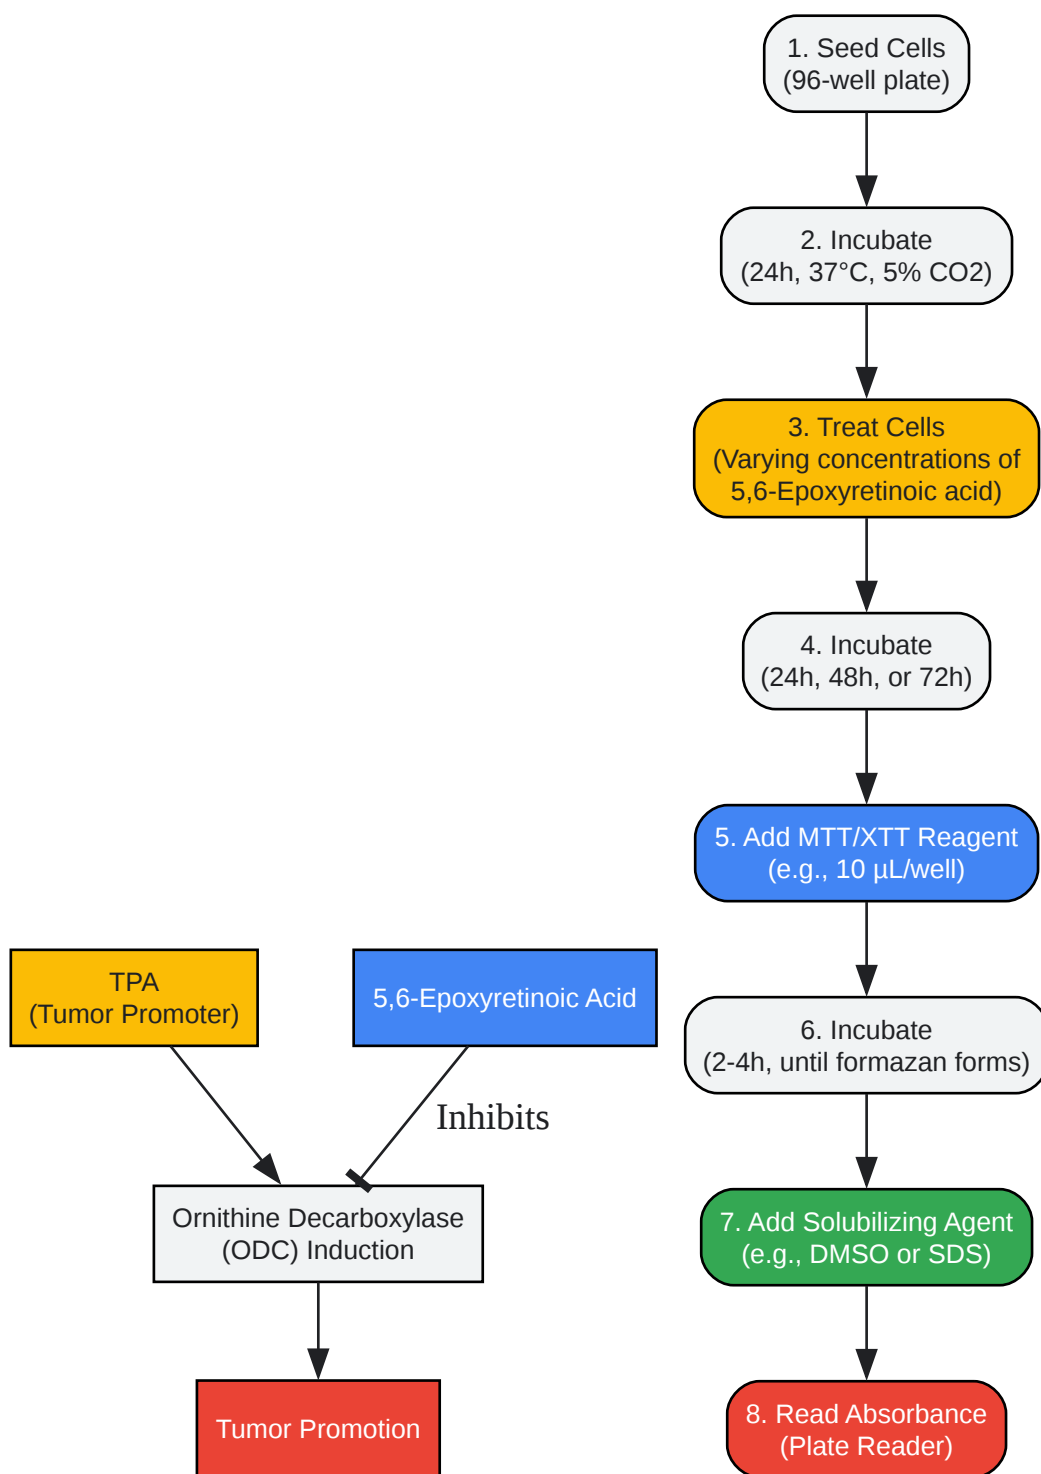 1. Seed Cells
(96-well plate)
2. Incubate
(24h, 37°C, 5% CO2)
3. Treat Cells
(Varying concentrations of
5,6-Epoxyretinoic acid)
4. Incubate
(24h, 48h, or 72h)
5. Add MTT/XTT Reagent
(e.g., 10 µL/well)
6. Incubate
(2-4h, until formazan forms)
7. Add Solubilizing Agent
(e.g., DMSO or SDS)
8. Read Absorbance
(Plate Reader)
TPA
(Tumor Promoter)
5,6-Epoxyretinoic Acid
Inhibits
Ornithine Decarboxylase
(ODC) Induction
Tumor Promotion